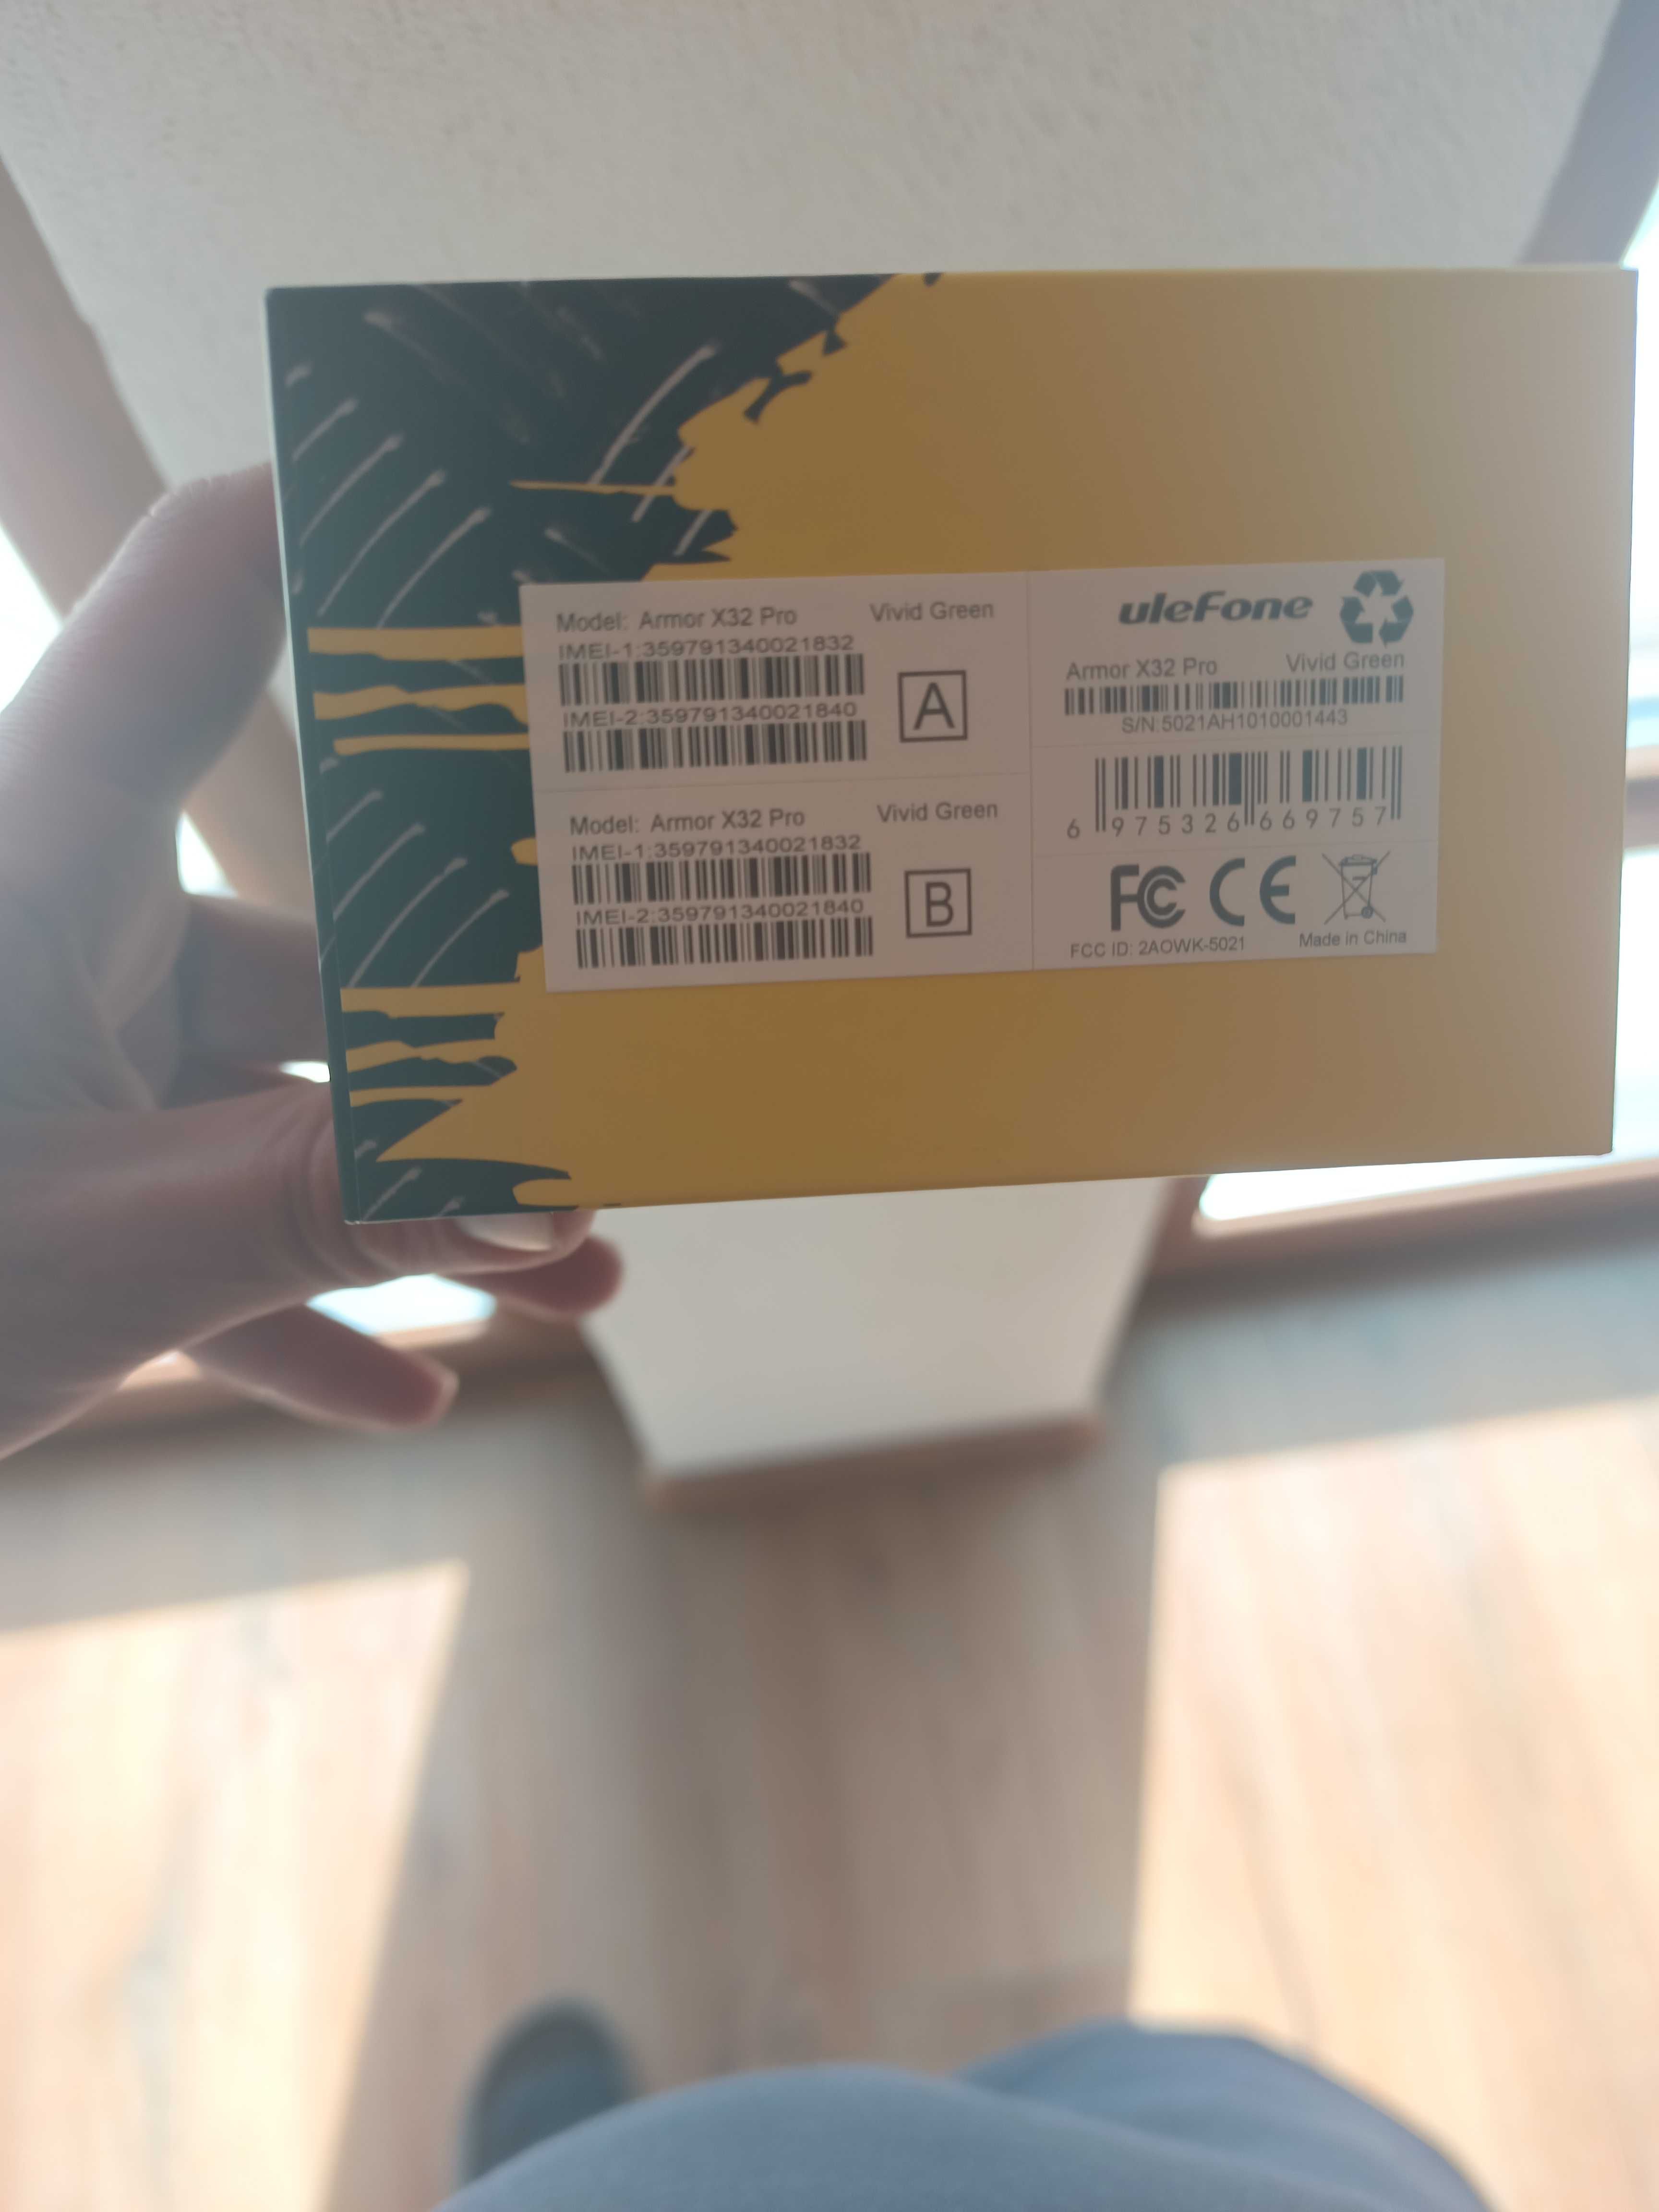 Model: Armor X32 Pro Vivid Green
IMEI-1:359791340021832
IMEI-2:359791340021840
A
Model: Armor X32 Pro Vivid Green
IMEI-1:359791340021832
IMEI-2:359791340021840
B
uleFone
Armor X32 Pro Vivid Green
S/N:5021AH1010001443
6 975326 669757
FC CE
FCC ID: 2AOWK-5021 Made in China